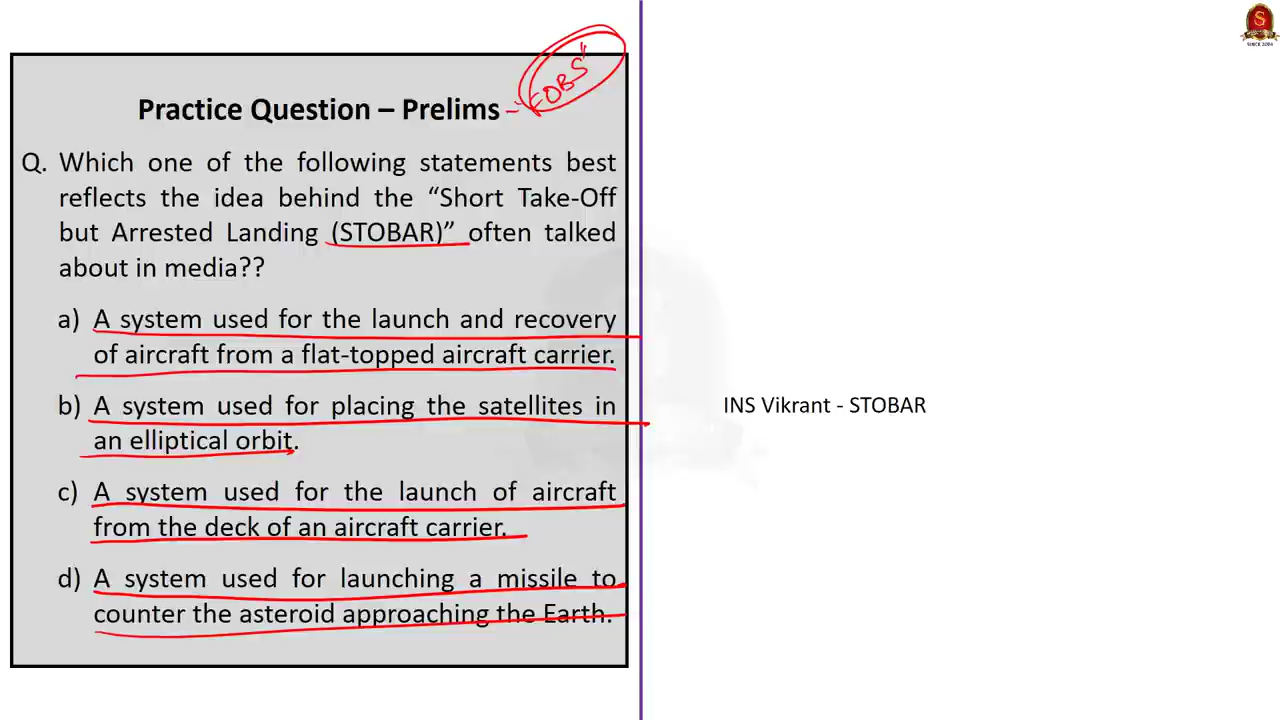 "FOBS"
Practice Question – Prelims -
Q. Which one of the following statements best
reflects the idea behind the “Short Take-Off
but Arrested Landing (STOBAR)” often talked
about in media??
a) A system used for the launch and recovery
of aircraft from a flat-topped aircraft carrier.
b) A system used for placing the satellites in
an elliptical orbit.
c) A system used for the launch of aircraft
from the deck of an aircraft carrier.
d) A system used for launching a missile to
counter the asteroid approaching the Earth.
INS Vikrant - STOBAR
S
SINCE 2004